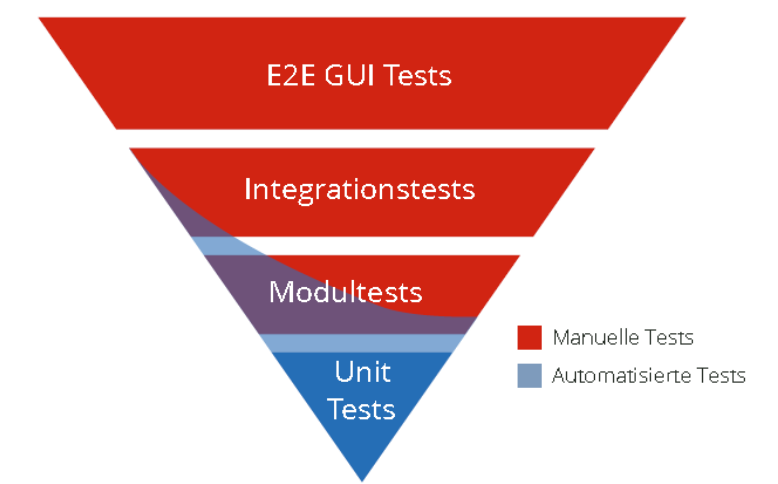 E2E GUI Tests
Integrationstests
Modultests
Unit
Tests
Manuelle Tests
Automatisierte Tests